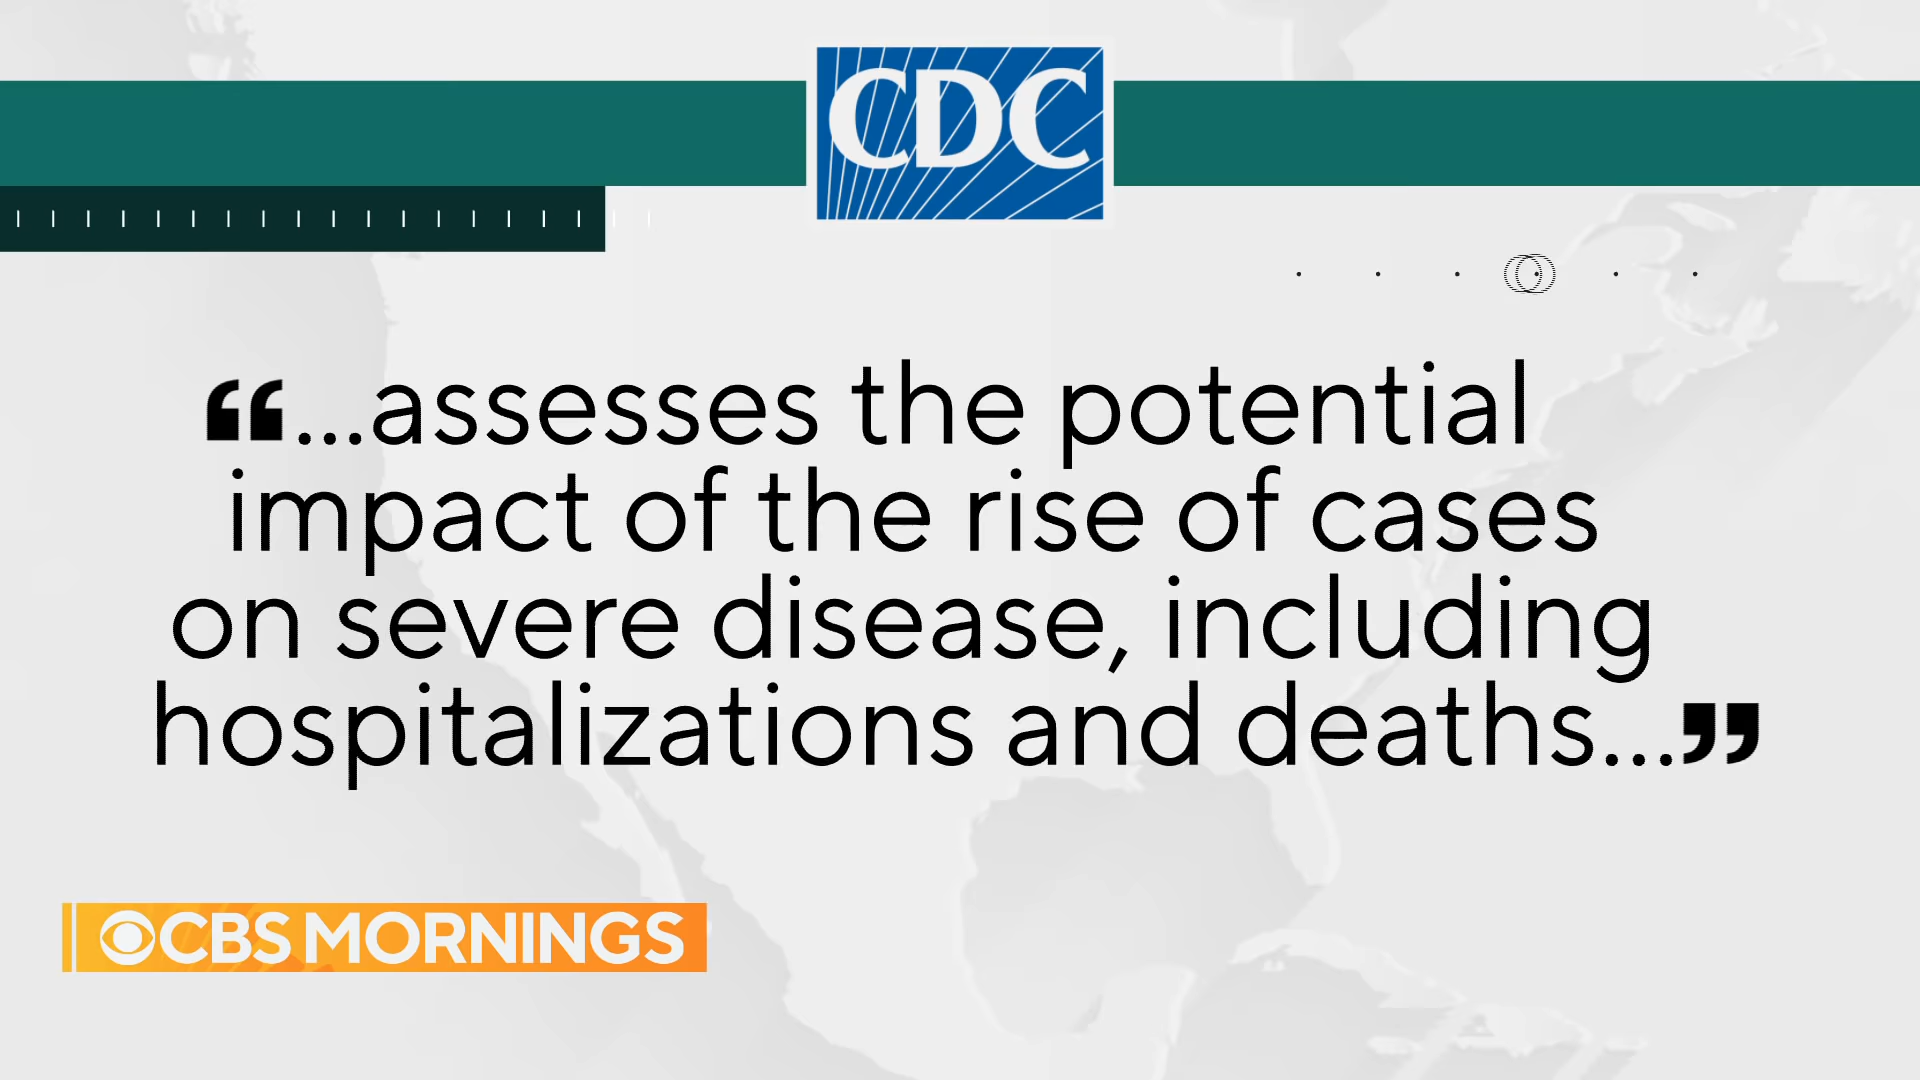 CDC
“...assesses the potential
impact of the rise of cases
on severe disease, including
hospitalizations and deaths...”
CBS MORNINGS